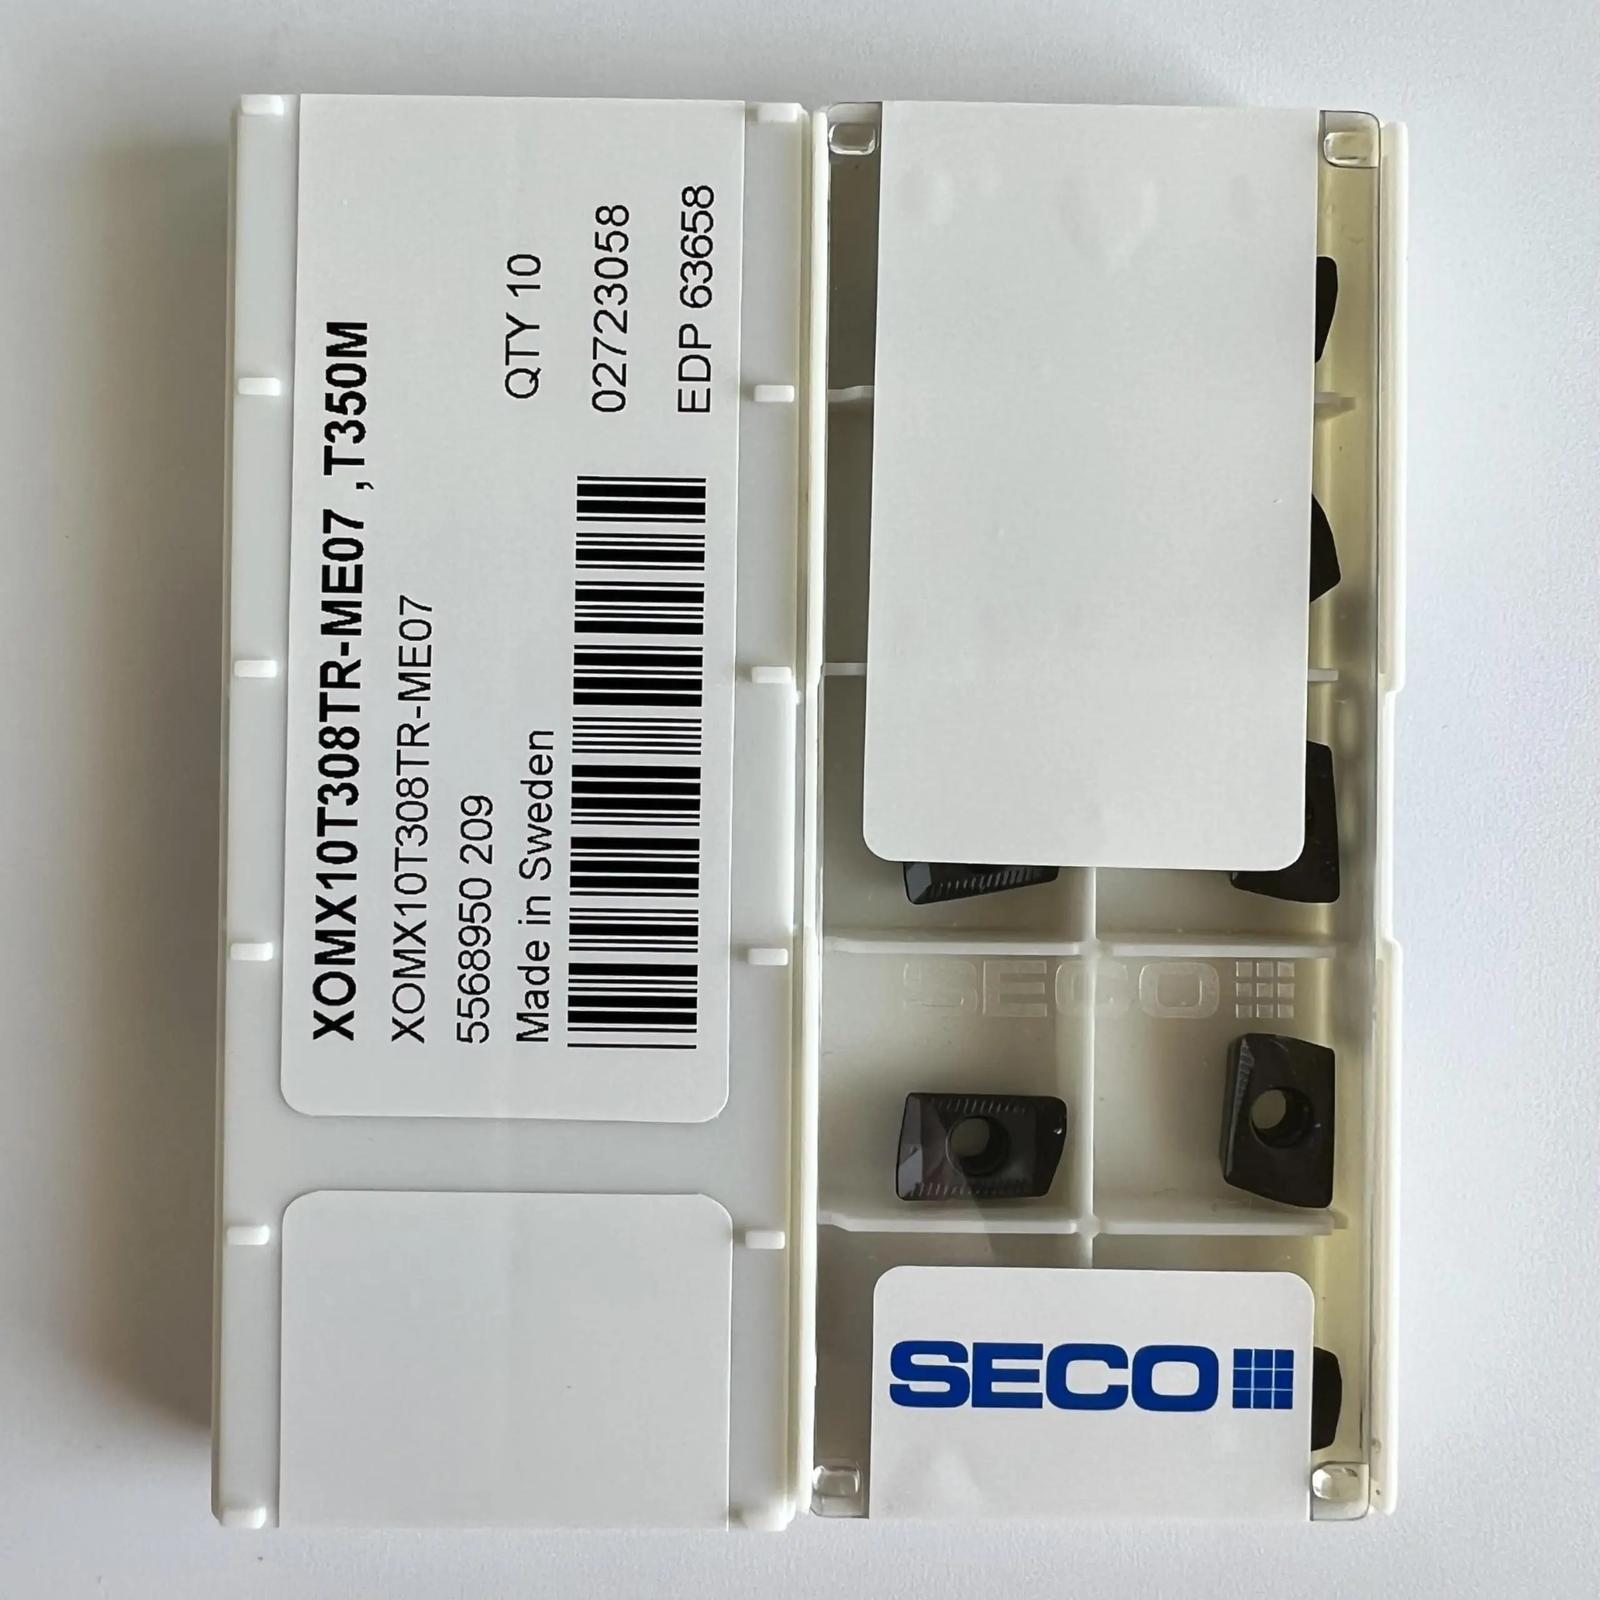 XOMX10T308TR-ME07 ,T350M
XOMX10T308TR-ME07
5568950 209
Made in Sweden
QTY 10
02723058
EDP 63658
SECO
SECO